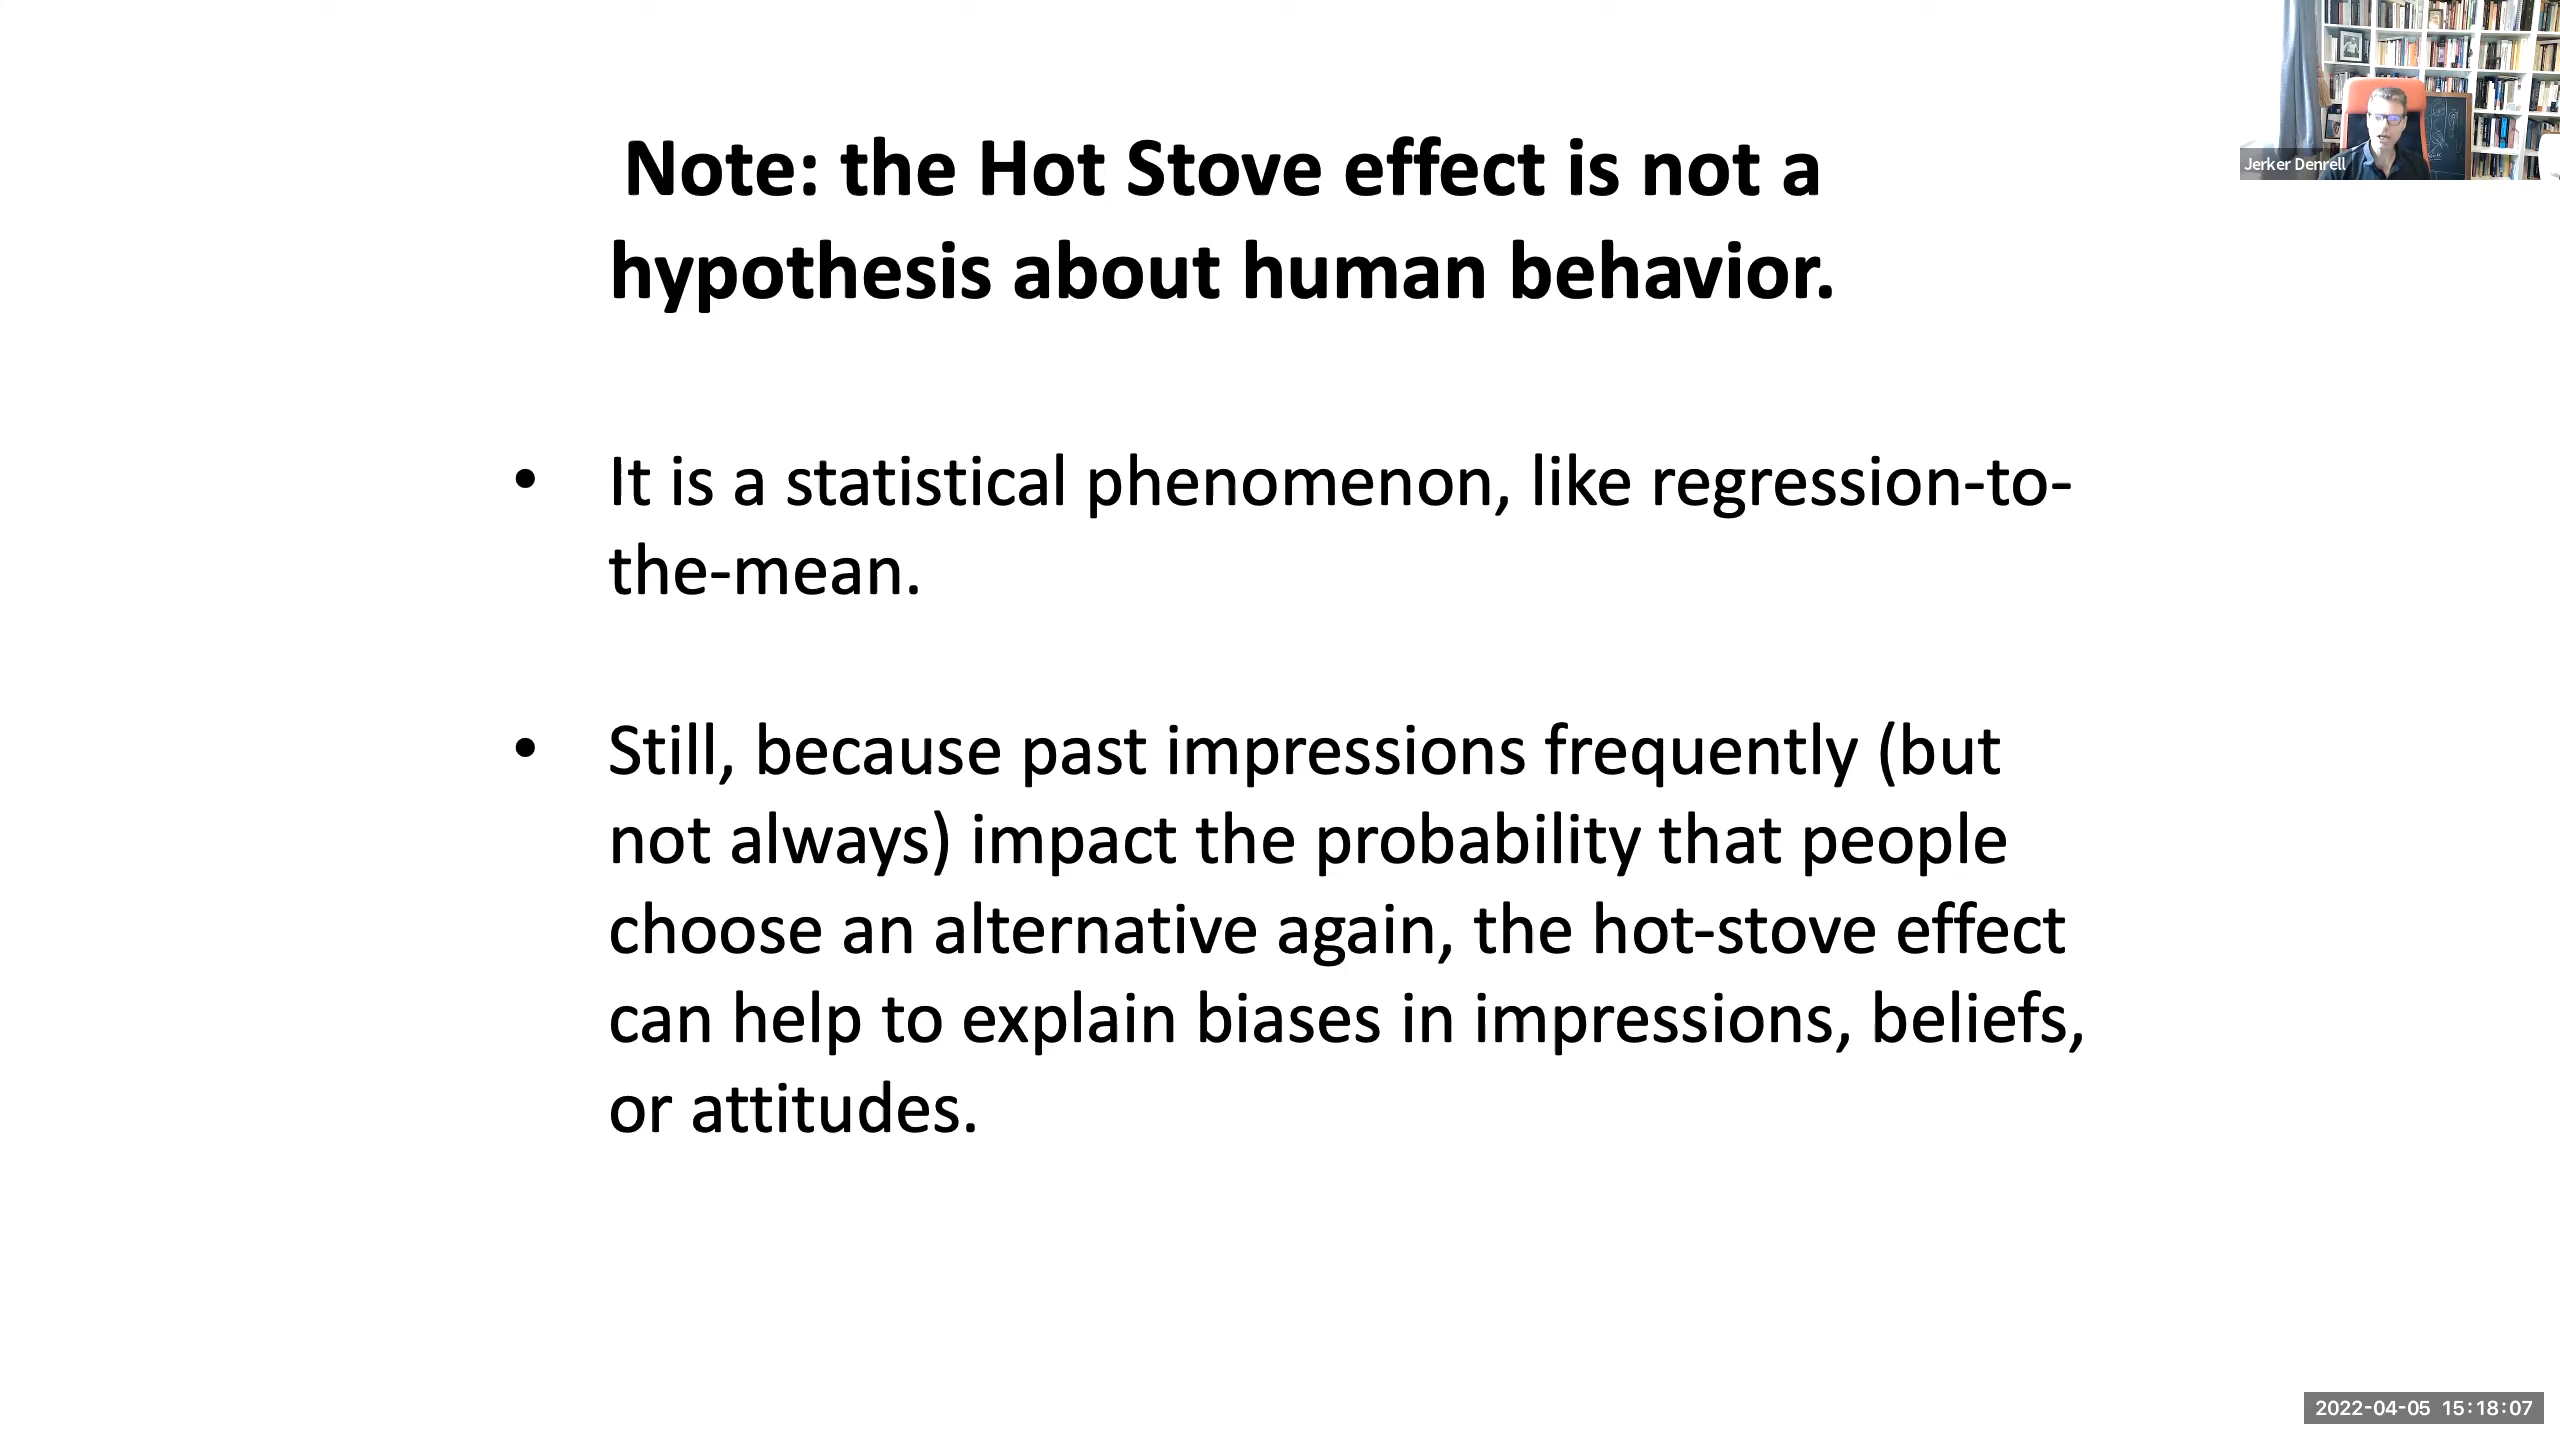 Note: the Hot Stove effect is not a
hypothesis about human behavior.
• It is a statistical phenomenon, like regression-to-
the-mean.
• Still, because past impressions frequently (but
not always) impact the probability that people
choose an alternative again, the hot-stove effect
can help to explain biases in impressions, beliefs,
or attitudes.
Jerker Denrell
2022-04-05 15:18:07